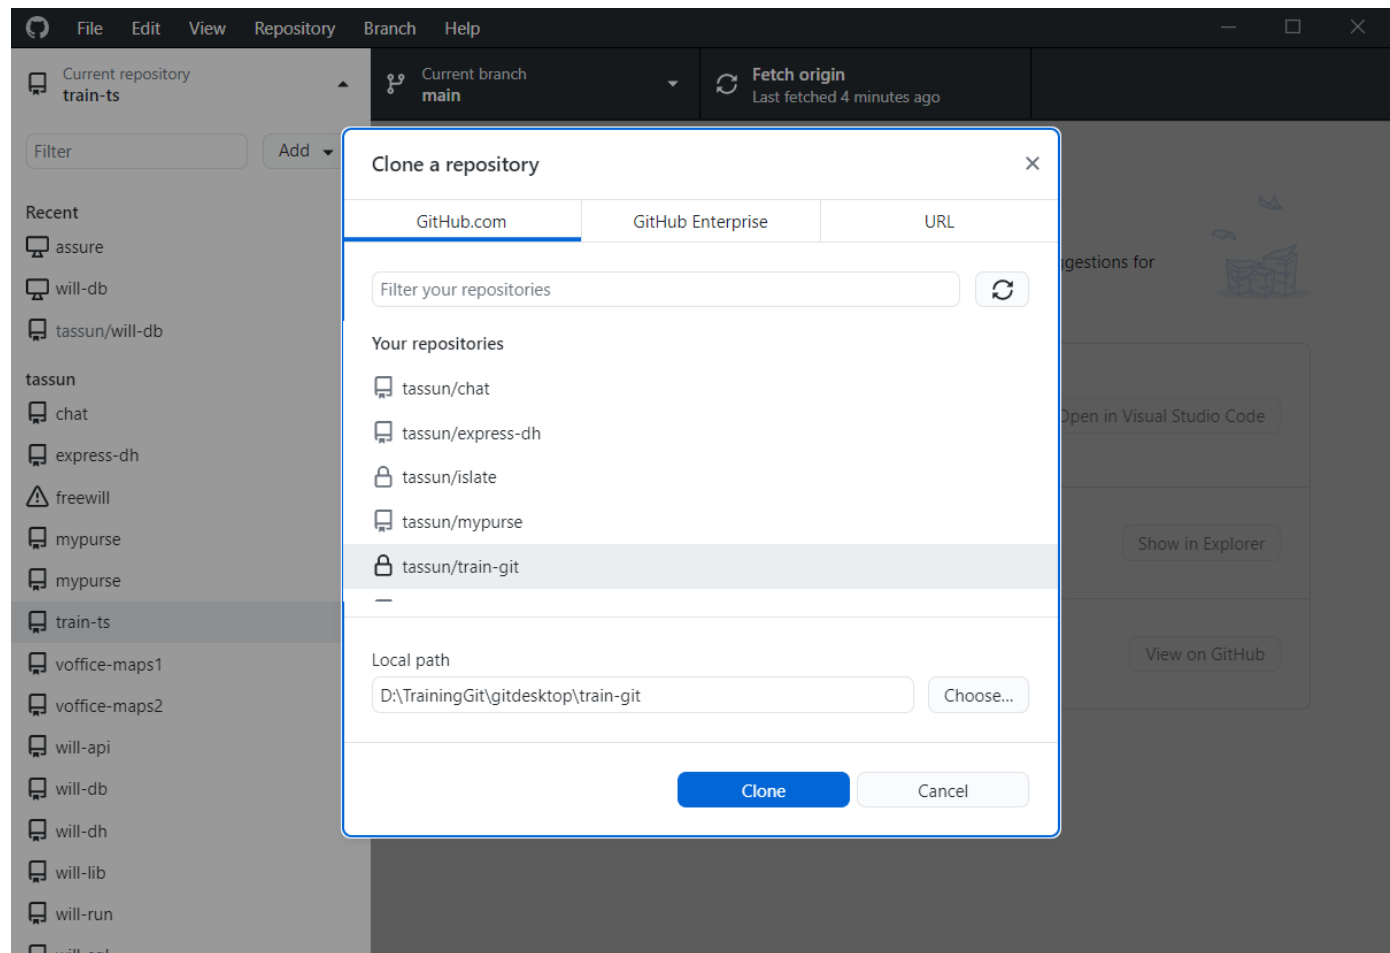 File Edit View Repository Branch Help
Current repository
train-ts
Current branch
main
Fetch origin
Last fetched 4 minutes ago
Filter
Add
Recent
assure
will-db
tassun/will-db
tassun
chat
express-dh
freewill
mypurse
mypurse
train-ts
voffice-maps1
voffice-maps2
will-api
will-db
will-dh
will-lib
will-run
Clone a repository
GitHub.com GitHub Enterprise URL
Filter your repositories
Your repositories
tassun/chat
tassun/express-dh
tassun/islate
tassun/mypurse
tassun/train-git
Local path
D:\TrainingGit\gitdesktop\train-git
Choose...
Clone Cancel
for
Open in Visual Studio Code
Show in Explorer
View on GitHub